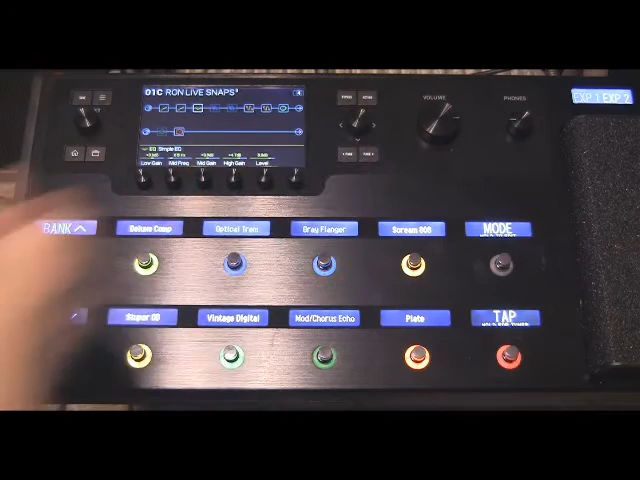 01C RON LIVE SNAPS
VOLUME
PHONES
EXP 1 EXP 2
EQ Simple EQ
Low Gain Mid Freq Mid Gain High Gain Level
BANK
Deluxe Comp
Optical Trem
Gray Flanger
Scream 808
MODE
Super OD
Vintage Digital
Mod/Chorus Echo
Plate
TAP